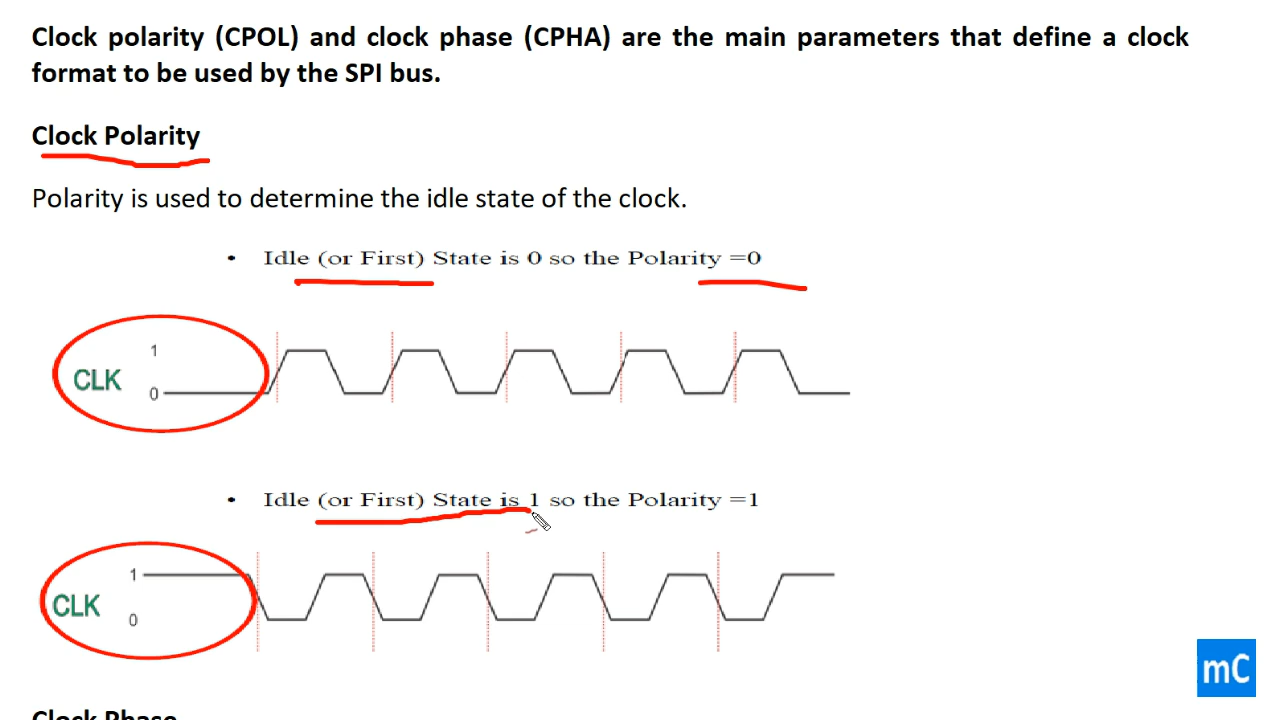 Clock polarity (CPOL) and clock phase (CPHA) are the main parameters that define a clock
format to be used by the SPI bus.
Clock Polarity
Polarity is used to determine the idle state of the clock.
• Idle (or First) State is 0 so the Polarity =0
1
CLK
0
• Idle (or First) State is 1 so the Polarity =1
1
CLK
0
mC
Clock Phase